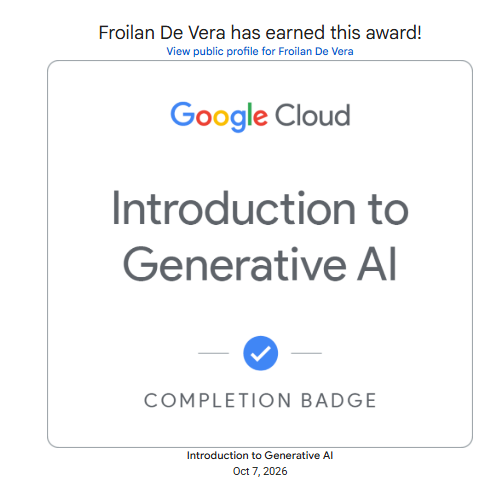 Froilan De Vera has earned this award!
View public profile for Froilan De Vera
Google Cloud
Introduction to
Generative AI
COMPLETION BADGE
Introduction to Generative AI
Oct 7, 2026